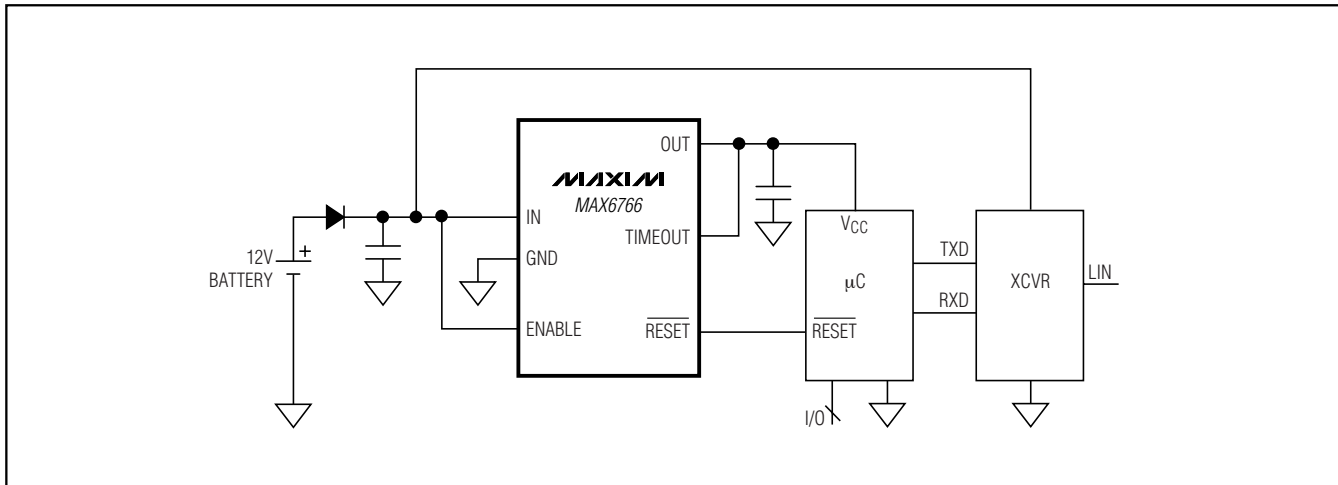 OUT
MAXIM
MAX6766
IN
TIMEOUT
VCC
TXD
12V
BATTERY
+
GND
μC
XCVR
LIN
RXD
ENABLE
RESET
RESET
I/O